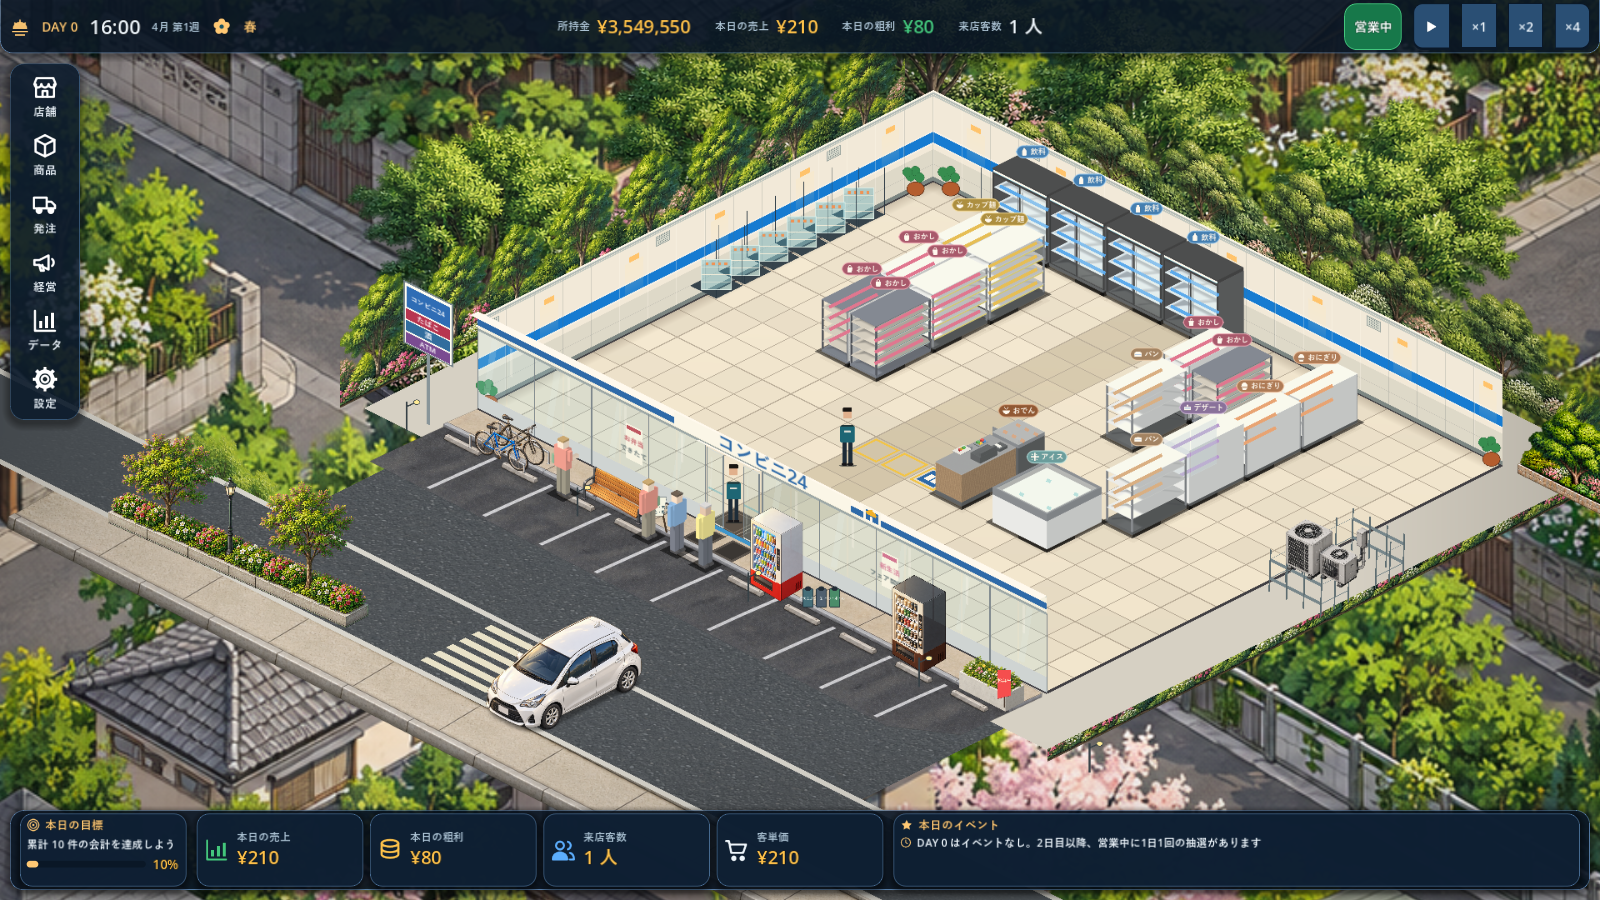 DAY 0 16:00 4月 第1週 春
所持金 ¥3,549,550 本日の売上 ¥210 本日の粗利 ¥80 来店客数 1 人
営業中 ×1 ×2 ×4
店舗
商品
発注
経営
データ
設定
飲料
飲料
飲料
飲料
カップ麺
カップ麺
おかし
おかし
おかし
おかし
おかし
おかし
パン
おにぎり
おにぎり
デザート
パン
おでん
アイス
コンビニ24
たばこ
酒
ATM
コンビニ24
本日の目標
累計 10 件の会計を達成しよう
10%
本日の売上
¥210
本日の粗利
¥80
来店客数
1 人
客単価
¥210
本日のイベント
DAY 0 はイベントなし。2日目以降、営業中に1日1回の抽選があります